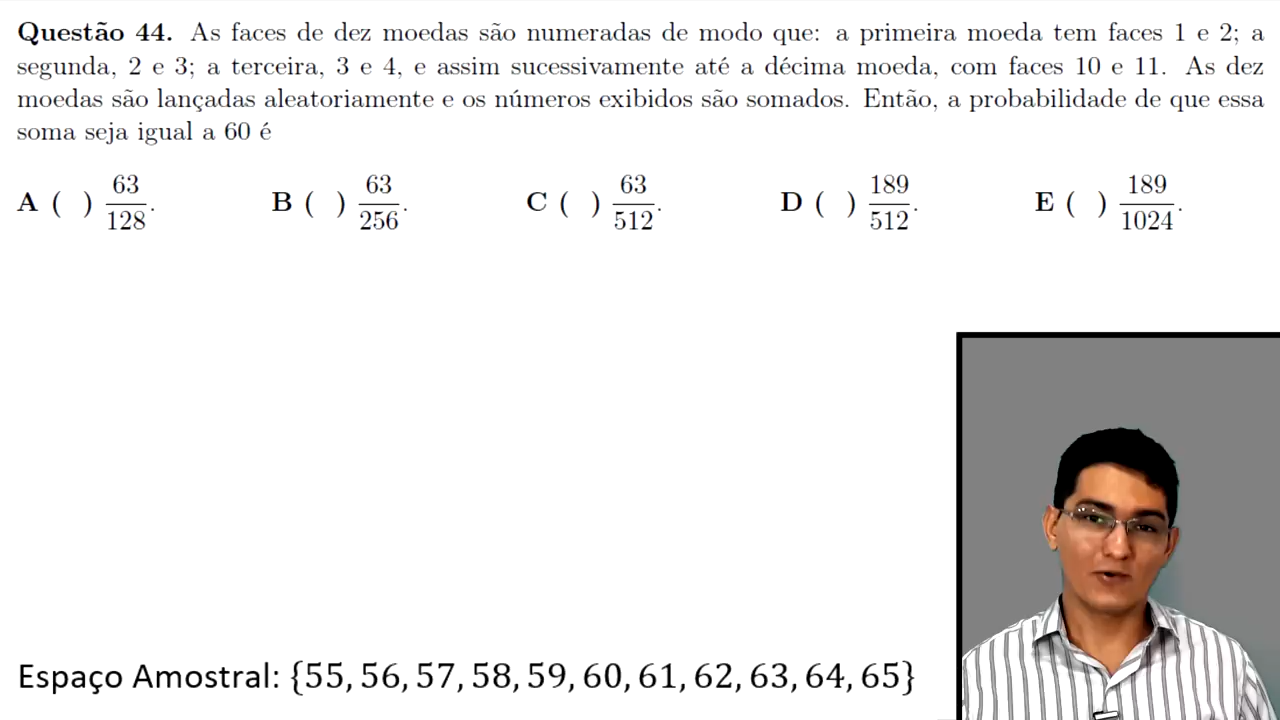 Questão 44. As faces de dez moedas são numeradas de modo que: a primeira moeda tem faces 1 e 2; a
segunda, 2 e 3; a terceira, 3 e 4, e assim sucessivamente até a décima moeda, com faces 10 e 11. As dez
moedas são lançadas aleatoriamente e os números exibidos são somados. Então, a probabilidade de que essa
soma seja igual a 60 é
A ( ) 63/128. B ( ) 63/256. C ( ) 63/512. D ( ) 189/512. E ( ) 189/1024.
Espaço Amostral: {55, 56, 57, 58, 59, 60, 61, 62, 63, 64, 65}